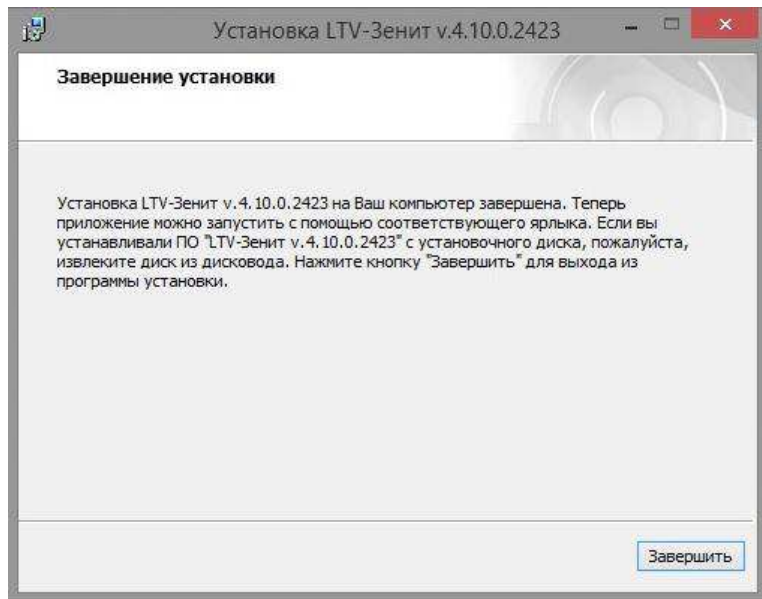 Установка LTV-Зенит v.4.10.0.2423
Завершение установки
Установка LTV-Зенит v.4.10.0.2423 на Ваш компьютер завершена. Теперь
приложение можно запустить с помощью соответствующего ярлыка. Если вы
устанавливали ПО "LTV-Зенит v.4.10.0.2423" с установочного диска, пожалуйста,
извлеките диск из дисковода. Нажмите кнопку "Завершить" для выхода из
программы установки.
Завершить